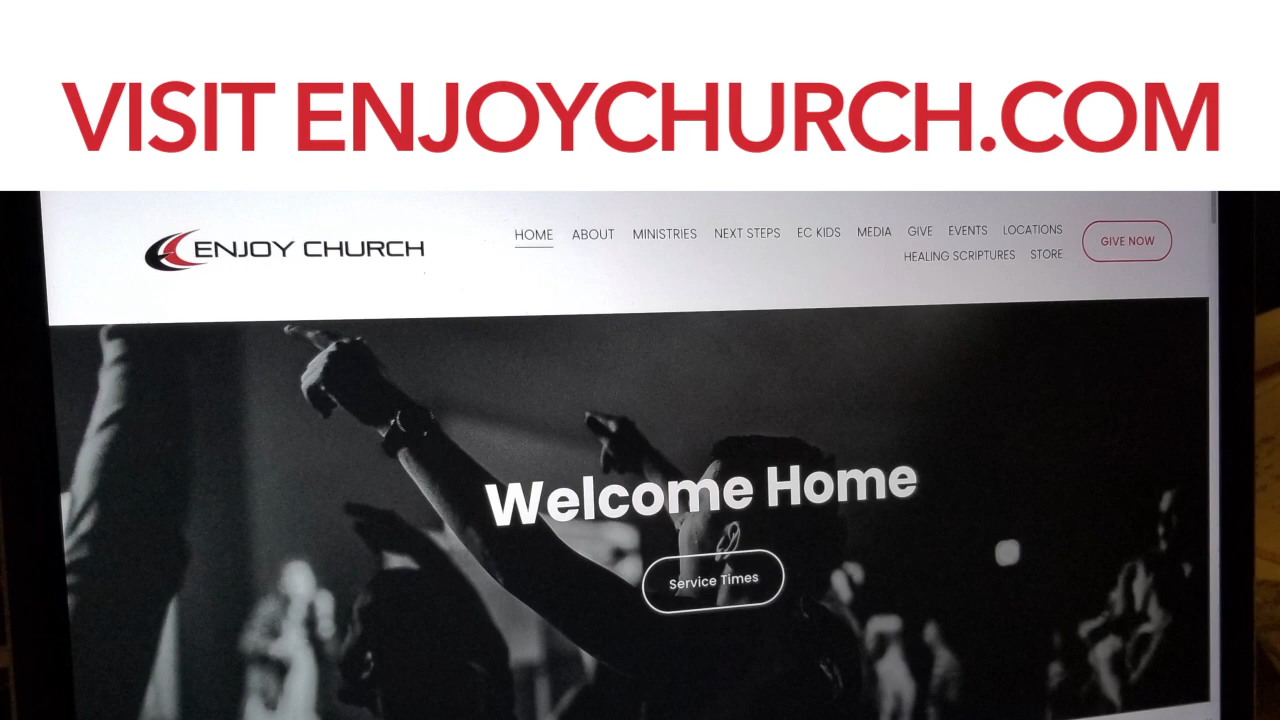 VISIT ENJOYCHURCH.COM
ENJOY CHURCH
HOME ABOUT MINISTRIES NEXT STEPS EC KIDS MEDIA GIVE EVENTS LOCATIONS
HEALING SCRIPTURES STORE
GIVE NOW
Welcome Home
Service Times